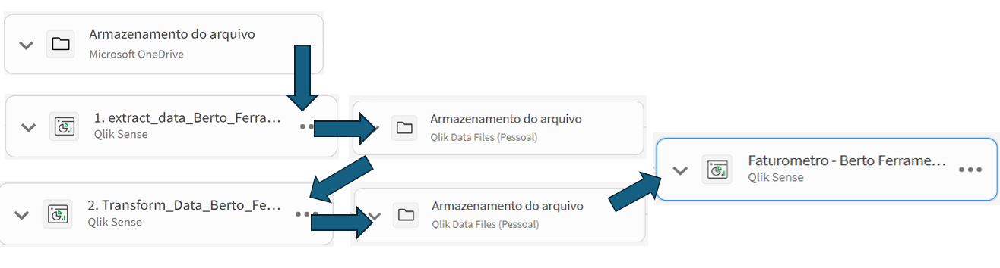 Armazenamento do arquivo
Microsoft OneDrive
1. extract_data_Berto_Ferra...
Qlik Sense
Armazenamento do arquivo
Qlik Data Files (Pessoal)
2. Transform_Data_Berto_Fe...
Qlik Sense
Armazenamento do arquivo
Qlik Data Files (Pessoal)
Faturometro - Berto Ferrame...
Qlik Sense